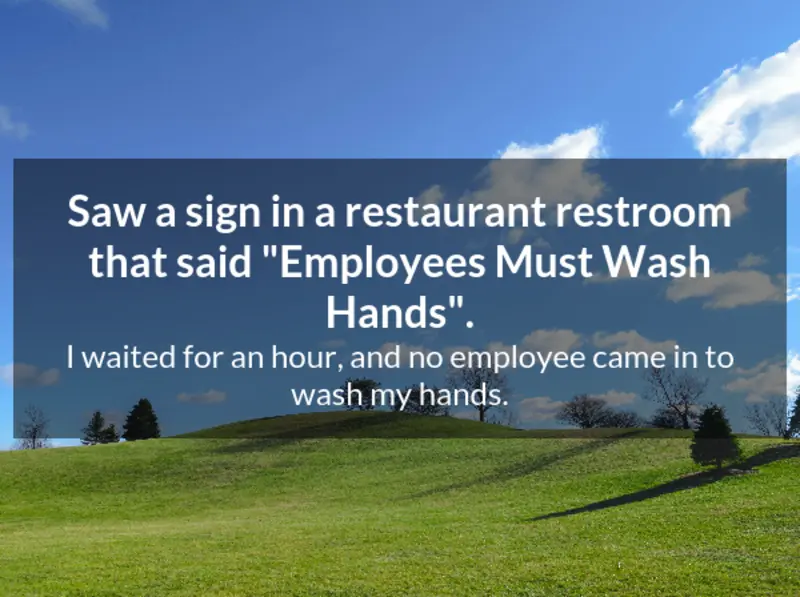 Saw a sign in a restaurant restroom
that said "Employees Must Wash
Hands".
I waited for an hour, and no employee came in to
wash my hands.